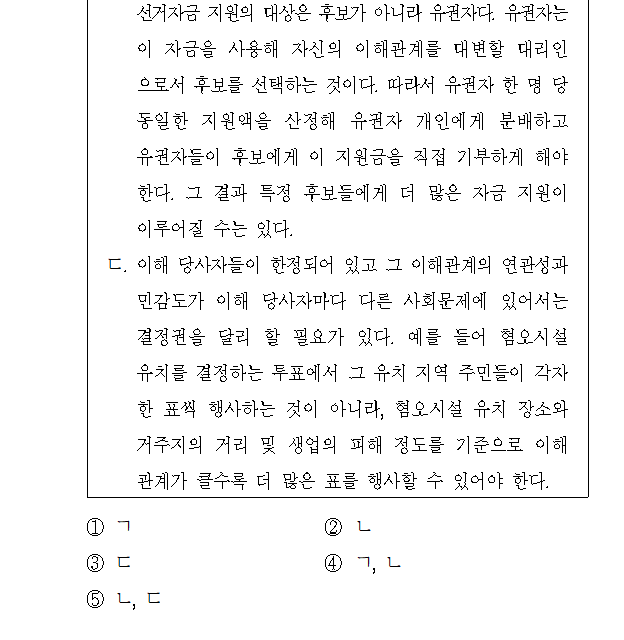 선거자금 지원의 대상은 후보가 아니라 유권자다. 유권자는
이 자금을 사용해 자신의 이해관계를 대변할 대리인
으로서 후보를 선택하는 것이다. 따라서 유권자 한 명 당
동일한 지원액을 산정해 유권자 개인에게 분배하고
유권자들이 후보에게 이 지원금을 직접 기부하게 해야
한다. 그 결과 특정 후보들에게 더 많은 자금 지원이
이루어질 수는 있다.
ㄷ. 이해 당사자들이 한정되어 있고 그 이해관계의 연관성과
민감도가 이해 당사자마다 다른 사회문제에 있어서는
결정권을 달리 할 필요가 있다. 예를 들어 혐오시설
유치를 결정하는 투표에서 그 유치 지역 주민들이 각자
한 표씩 행사하는 것이 아니라, 혐오시설 유치 장소와
거주지의 거리 및 생업의 피해 정도를 기준으로 이해
관계가 클수록 더 많은 표를 행사할 수 있어야 한다.
① ㄱ ② ㄴ
③ ㄷ ④ ㄱ, ㄴ
⑤ ㄴ, ㄷ